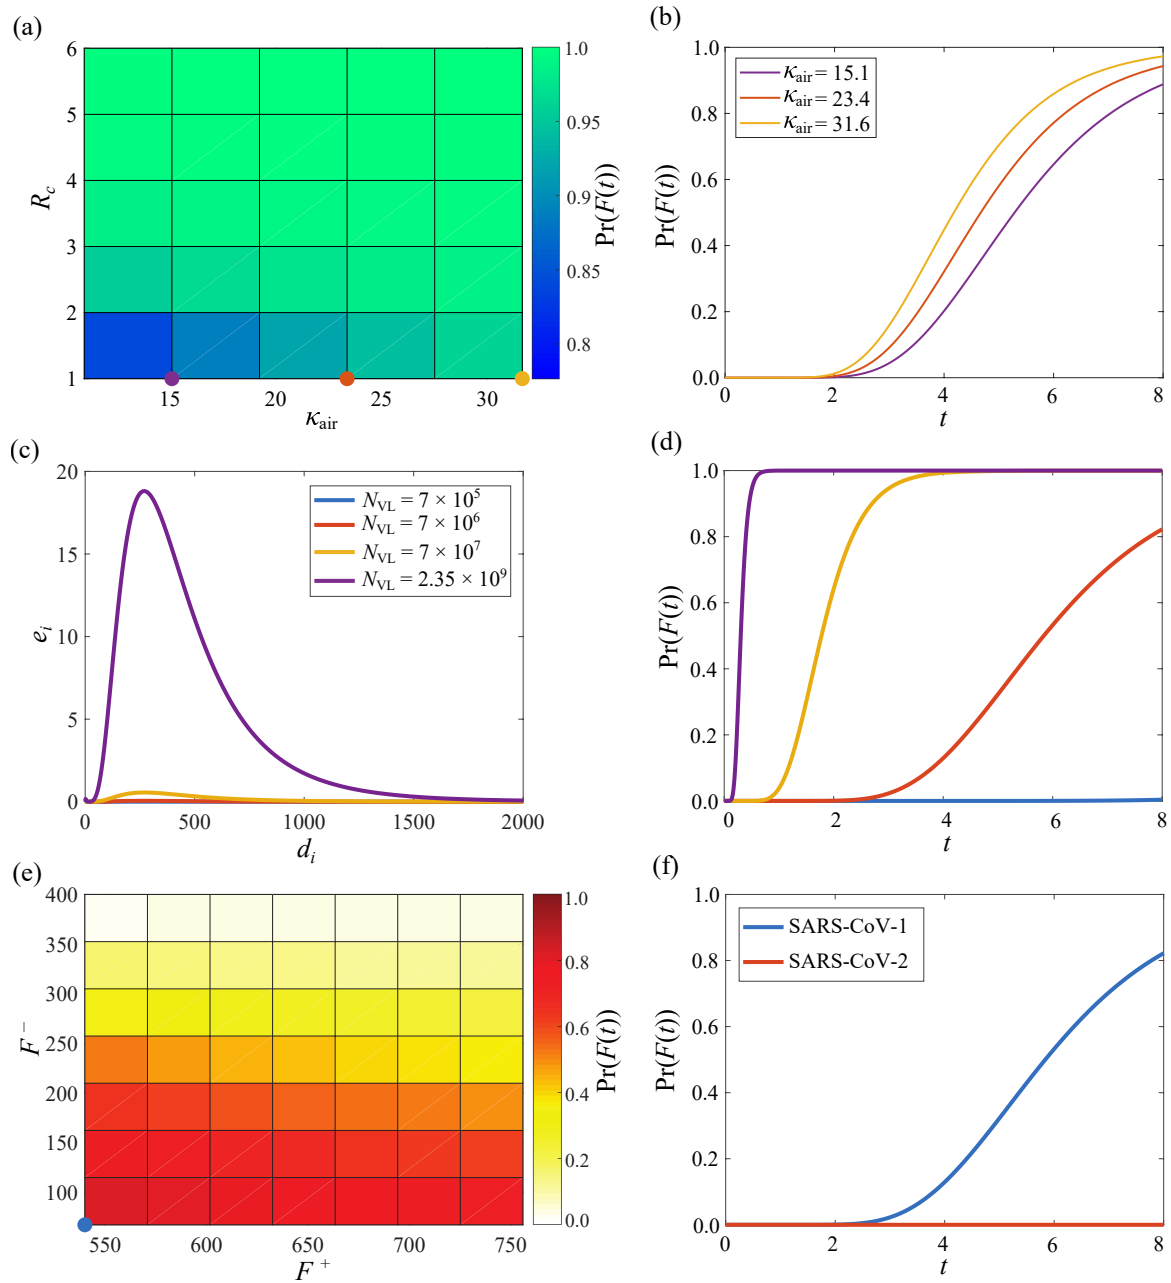 (a)
6
5
4
3
2
1
R_c
15
20
25
30
κ_air
1.0
0.95
0.9
0.85
0.8
Pr(F(t))
(b)
1.0
0.8
0.6
0.4
0.2
0.0
Pr(F(t))
κ_air = 15.1
κ_air = 23.4
κ_air = 31.6
0
2
4
6
8
t
(c)
20
15
10
5
0
e_i
N_VL = 7 × 10^5
N_VL = 7 × 10^6
N_VL = 7 × 10^7
N_VL = 2.35 × 10^9
0
500
1000
1500
2000
d_i
(d)
1.0
0.8
0.6
0.4
0.2
0.0
Pr(F(t))
0
2
4
6
8
t
(e)
400
350
300
250
200
150
100
F^−
550
600
650
700
750
F^+
1.0
0.8
0.6
0.4
0.2
0.0
Pr(F(t))
(f)
1.0
0.8
0.6
0.4
0.2
0.0
Pr(F(t))
SARS-CoV-1
SARS-CoV-2
0
2
4
6
8
t